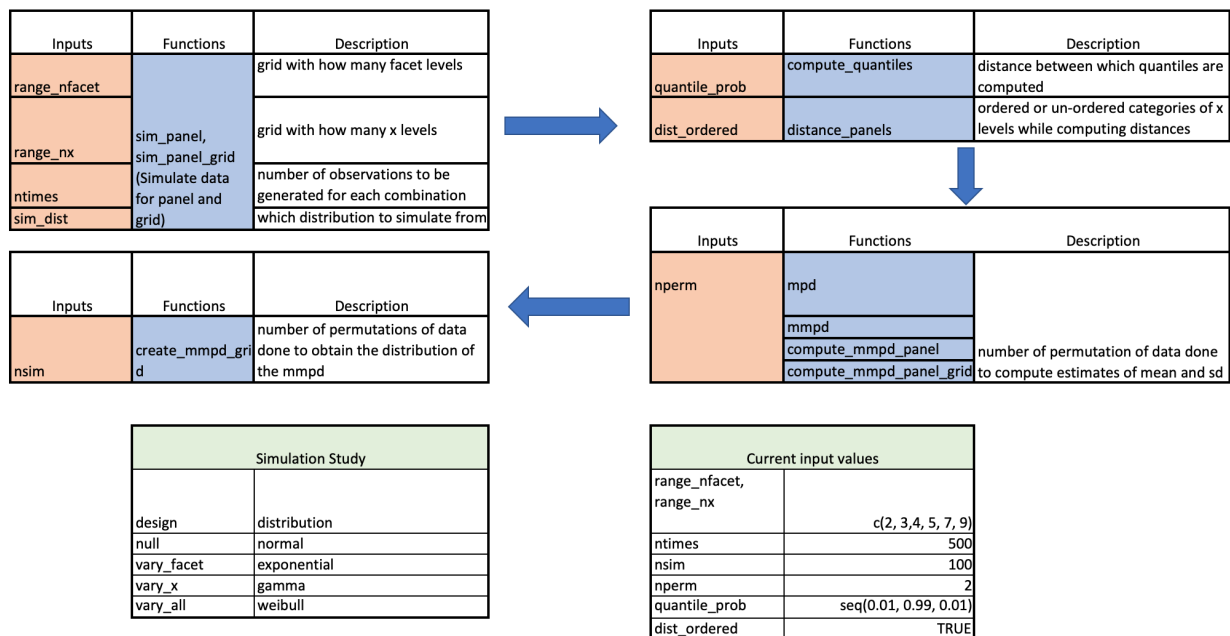 Inputs Functions Description
range_nfacet
sim_panel,
sim_panel_grid
(Simulate data
for panel and
grid)
grid with how many facet levels
range_nx
grid with how many x levels
ntimes
number of observations to be
generated for each combination
sim_dist
which distribution to simulate from
Inputs Functions Description
quantile_prob
compute_quantiles
distance between which quantiles are
computed
dist_ordered
distance_panels
ordered or un-ordered categories of x
levels while computing distances
Inputs Functions Description
nperm
mpd
mmpd
compute_mmpd_panel
compute_mmpd_panel_grid
number of permutation of data done
to compute estimates of mean and sd
Inputs Functions Description
nsim
create_mmpd_gri
d
number of permutations of data
done to obtain the distribution of
the mmpd
Simulation Study
design distribution
null normal
vary_facet exponential
vary_x gamma
vary_all weibull
Current input values
range_nfacet,
range_nx
c(2, 3,4, 5, 7, 9)
ntimes 500
nsim 100
nperm 2
quantile_prob seq(0.01, 0.99, 0.01)
dist_ordered TRUE